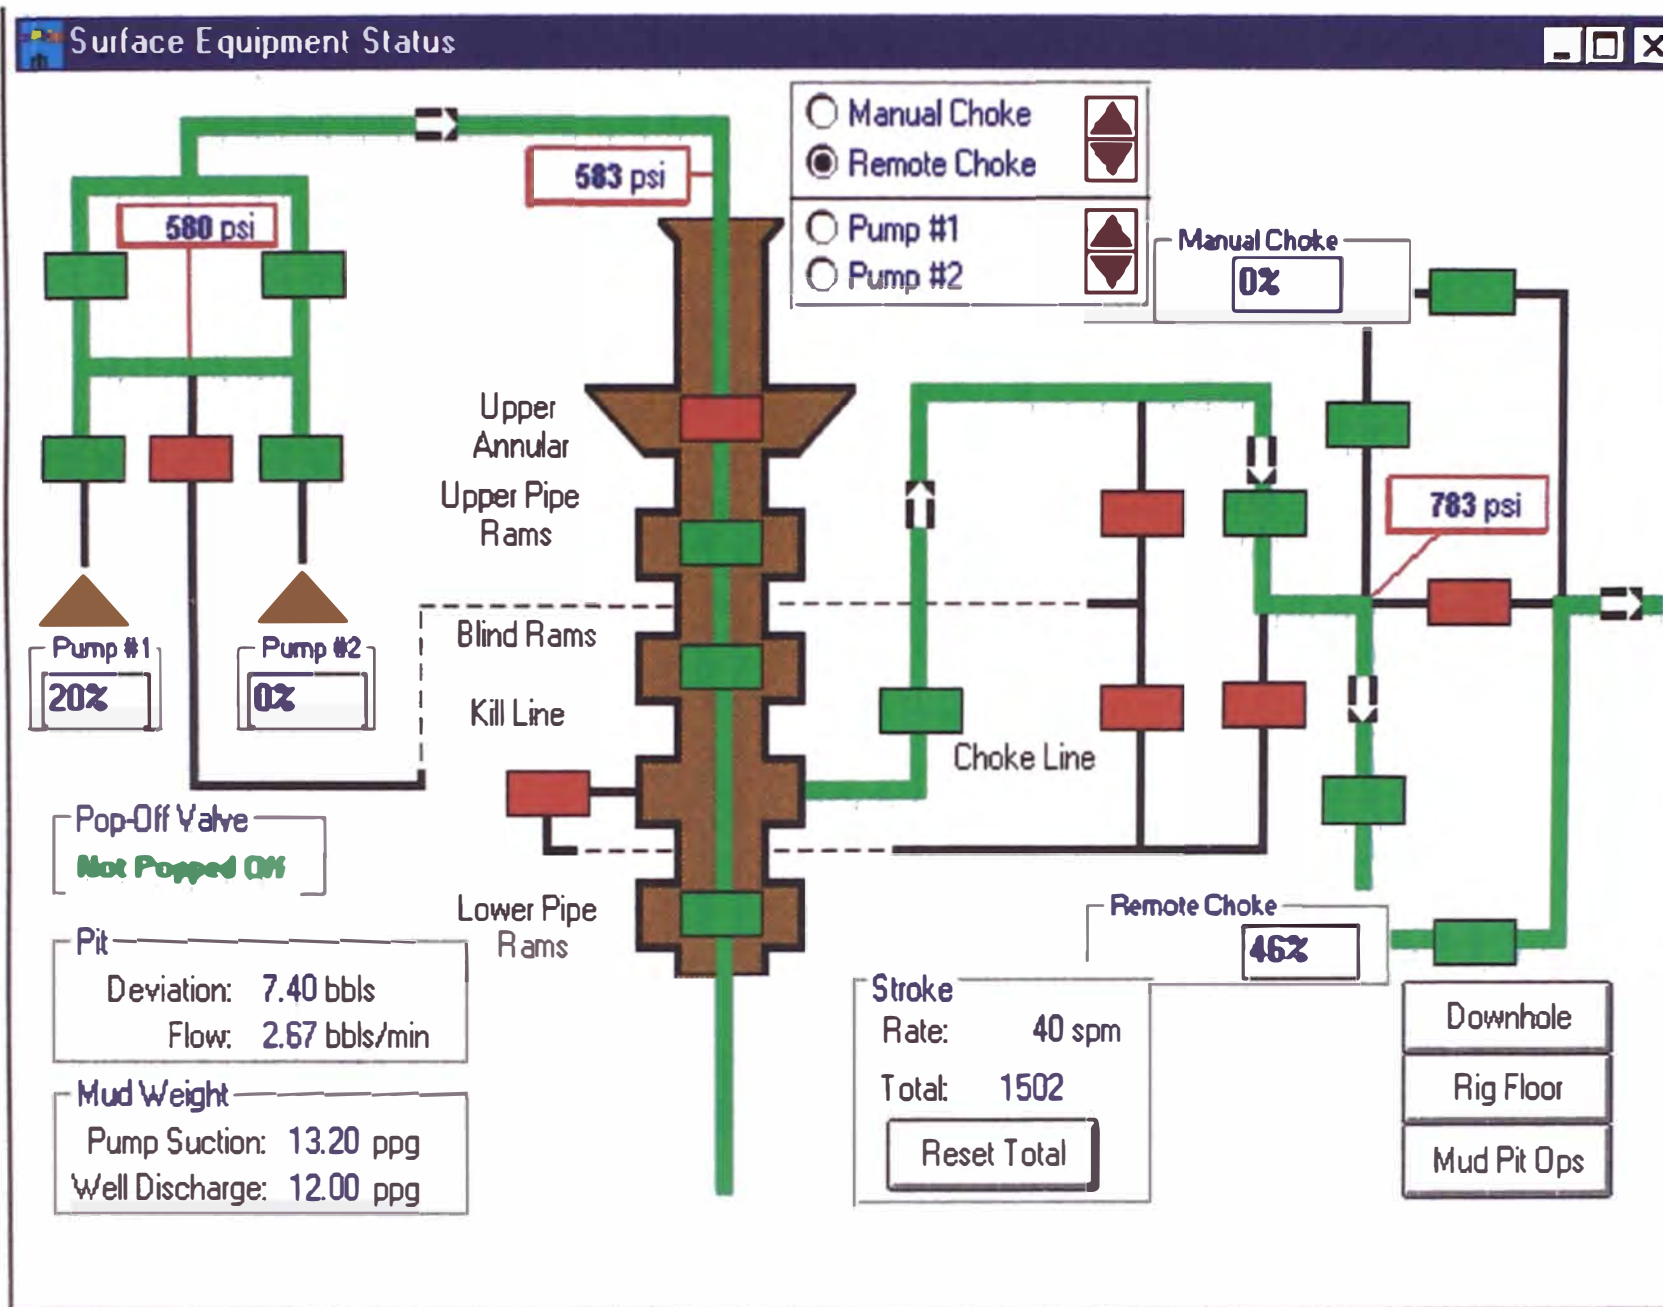 Surface Equipment Status
Manual Choke
Remote Choke
583 psi
580 psi
Pump #1
Pump #2
Manual Choke
0%
Upper
Annular
Upper Pipe
Rams
783 psi
Blind Rams
Pump #1
20%
Pump #2
0%
Kill Line
Choke Line
Pop-Off Valve
Not Popped Off
Lower Pipe
Rams
Remote Choke
46%
Pit
Deviation: 7.40 bbls
Flow: 2.67 bbls/min
Stroke
Rate: 40 spm
Total: 1502
Reset Total
Downhole
Rig Floor
Mud Pit Ops
Mud Weight
Pump Suction: 13.20 ppg
Well Discharge: 12.00 ppg